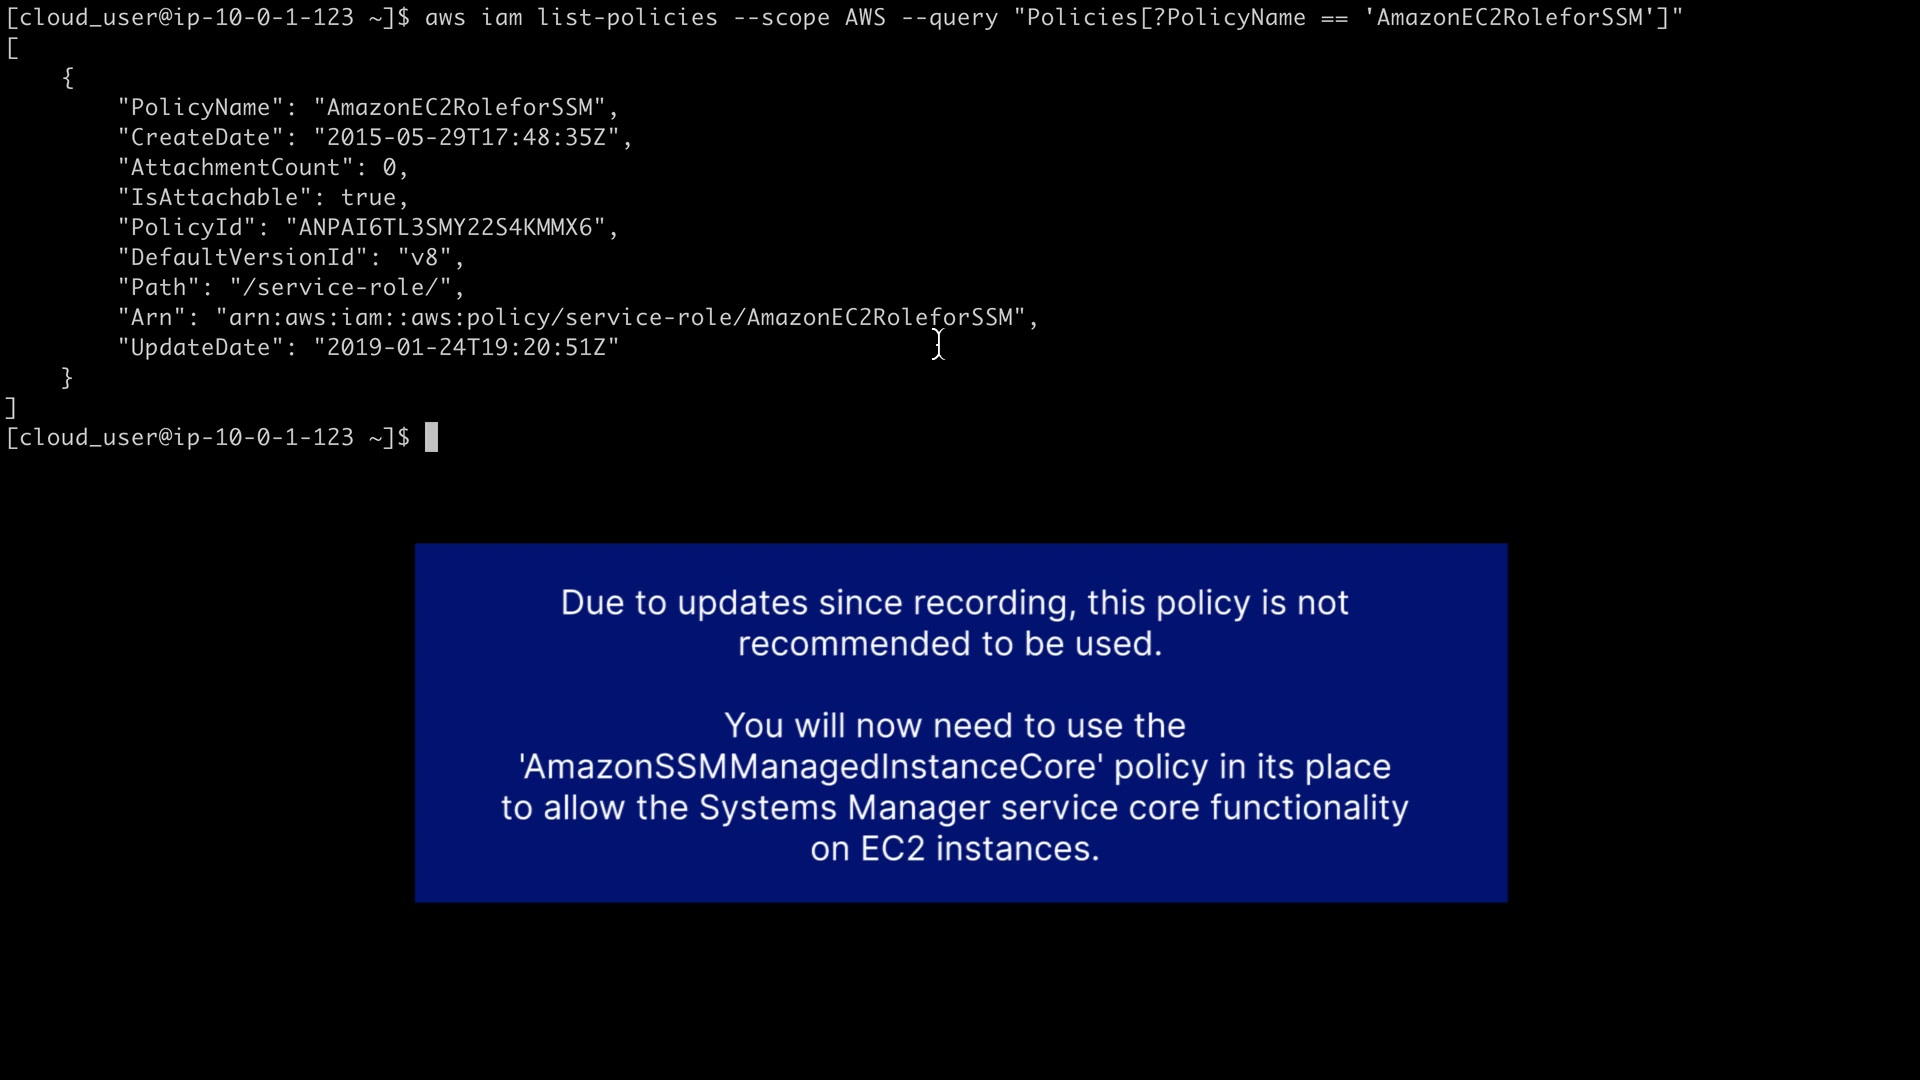 [cloud_user@ip-10-0-1-123 ~]$ aws iam list-policies --scope AWS --query "Policies[?PolicyName == 'AmazonEC2RoleforSSM']"
[
    {
        "PolicyName": "AmazonEC2RoleforSSM",
        "CreateDate": "2015-05-29T17:48:35Z",
        "AttachmentCount": 0,
        "IsAttachable": true,
        "PolicyId": "ANPAI6TL3SMY22S4KMMX6",
        "DefaultVersionId": "v8",
        "Path": "/service-role/",
        "Arn": "arn:aws:iam::aws:policy/service-role/AmazonEC2RoleforSSM",
        "UpdateDate": "2019-01-24T19:20:51Z"
    }
]
[cloud_user@ip-10-0-1-123 ~]$
Due to updates since recording, this policy is not
recommended to be used.
You will now need to use the
'AmazonSSMManagedInstanceCore' policy in its place
to allow the Systems Manager service core functionality
on EC2 instances.